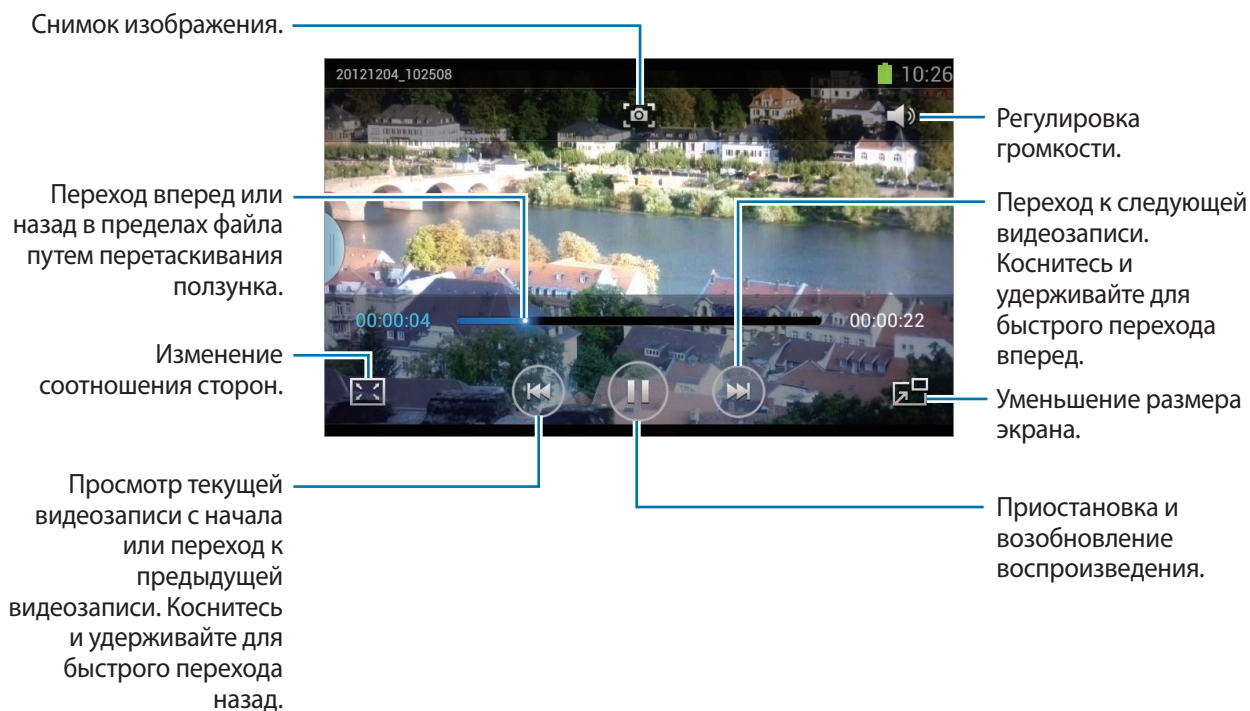 Снимок изображения.
20121204_102508
10:26
Регулировка
громкости.
Переход вперед или
назад в пределах файла
путем перетаскивания
ползунка.
Переход к следующей
видеозаписи.
Коснитесь и
удерживайте для
быстрого перехода
вперед.
00:00:04
00:00:22
Изменение
соотношения сторон.
Уменьшение размера
экрана.
Просмотр текущей
видеозаписи с начала
или переход к
предыдущей
видеозаписи. Коснитесь
и удерживайте для
быстрого перехода
назад.
Приостановка и
возобновление
воспроизведения.